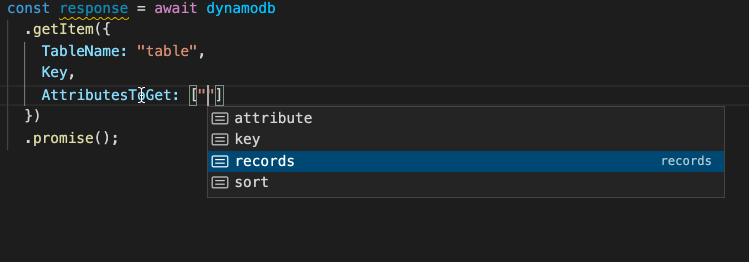 const response = await dynamodb
.getItem({
TableName: "table",
Key,
AttributesToGet: [""]
})
.promise();
attribute
key
records records
sort